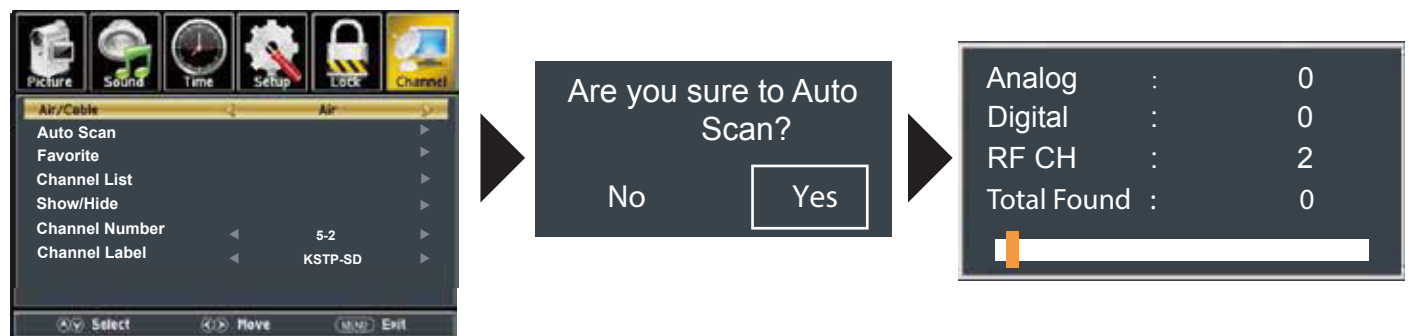 Picture Sound Time Setup Lock Channel
Air/Cable Air
Auto Scan
Favorite
Channel List
Show/Hide
Channel Number 5-2
Channel Label KSTP-SD
Select Move MENU Exit
Are you sure to Auto
Scan?
No Yes
Analog : 0
Digital : 0
RF CH : 2
Total Found : 0